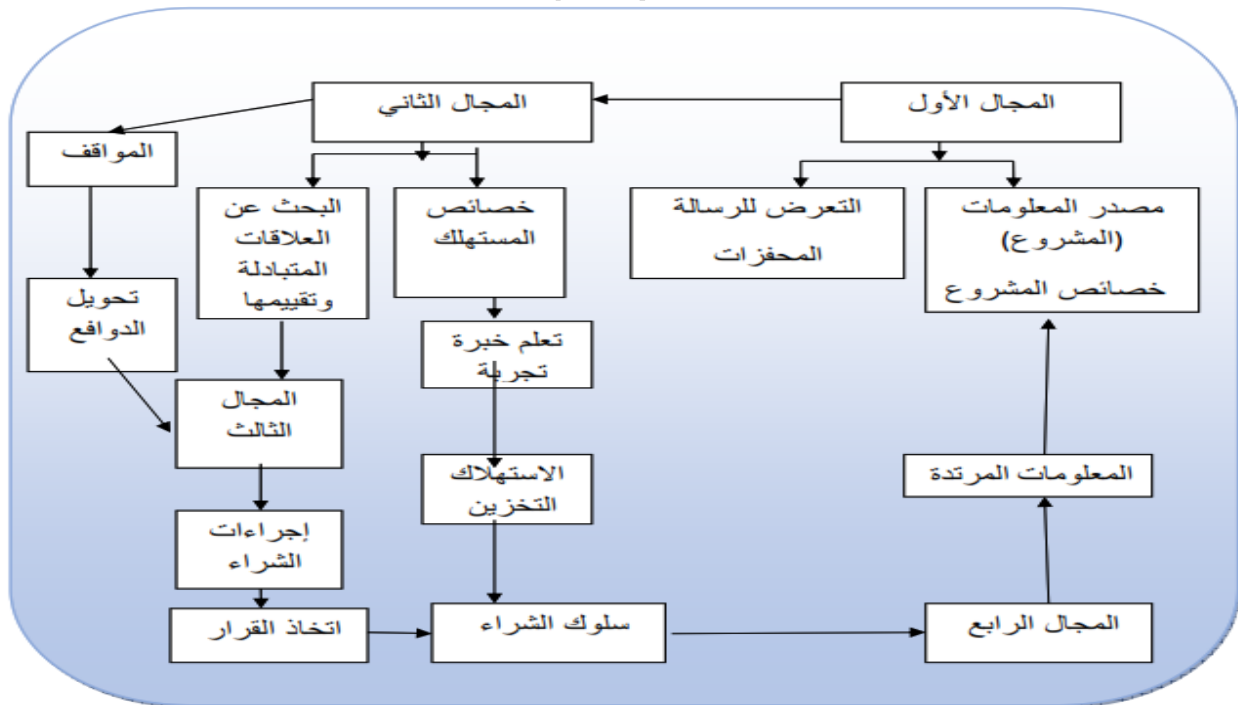 المجال الأول
المجال الثاني
المواقف
مصدر المعلومات
(المشروع)
خصائص المشروع
التعرض للرسالة
المحفزات
خصائص
المستهلك
البحث عن
العلاقات
المتبادلة
وتقييمها
تحويل
الدوافع
تعلم خبرة
تجربة
المجال
الثالث
المعلومات المرتدة
الاستهلاك
التخزين
إجراءات
الشراء
المجال الرابع
سلوك الشراء
اتخاذ القرار